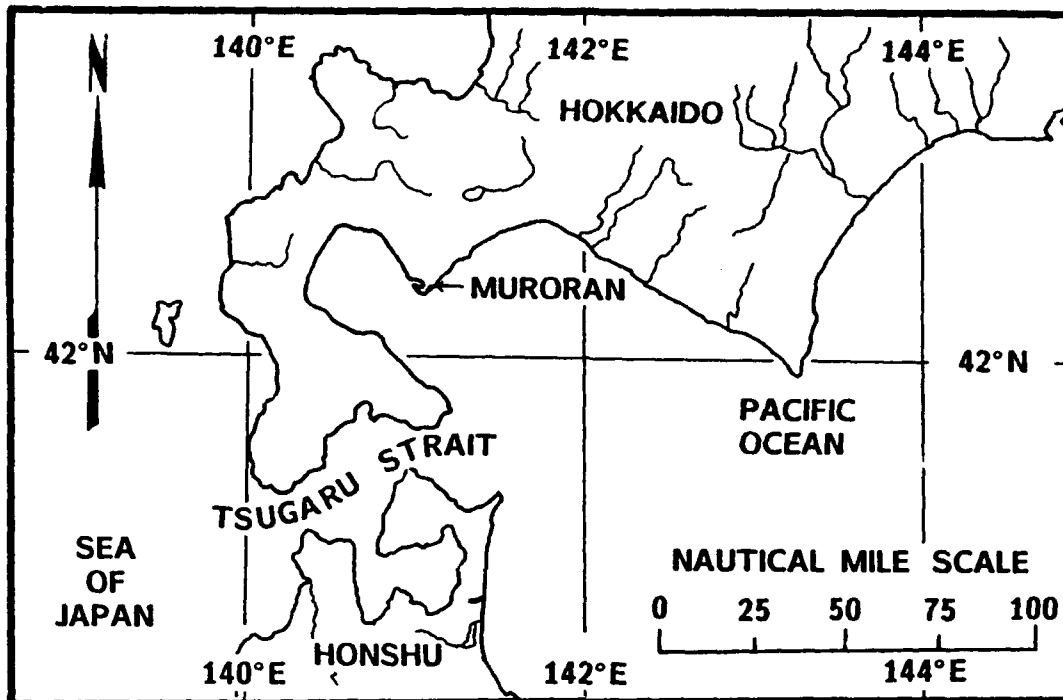 140°E 142°E 144°E
N
HOKKAIDO
MURORAN
42°N 42°N
PACIFIC
OCEAN
TSUGARU STRAIT
SEA
OF
JAPAN
NAUTICAL MILE SCALE
0 25 50 75 100
HONSHU
140°E 142°E 144°E